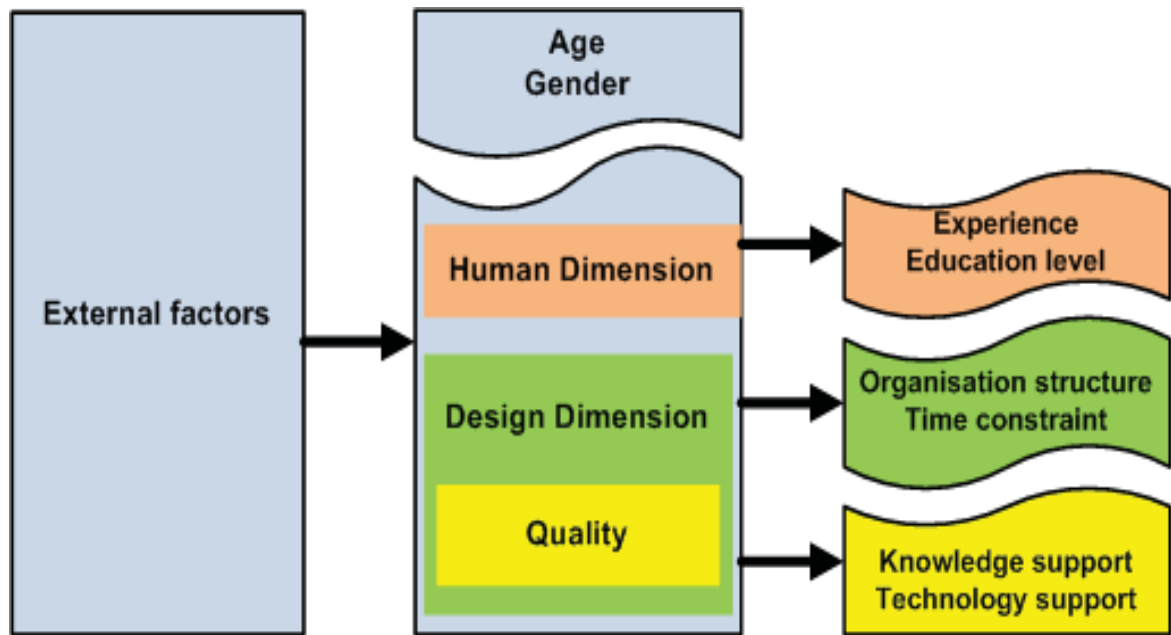 External factors
Age
Gender
Human Dimension
Design Dimension
Quality
Experience
Education level
Organisation structure
Time constraint
Knowledge support
Technology support